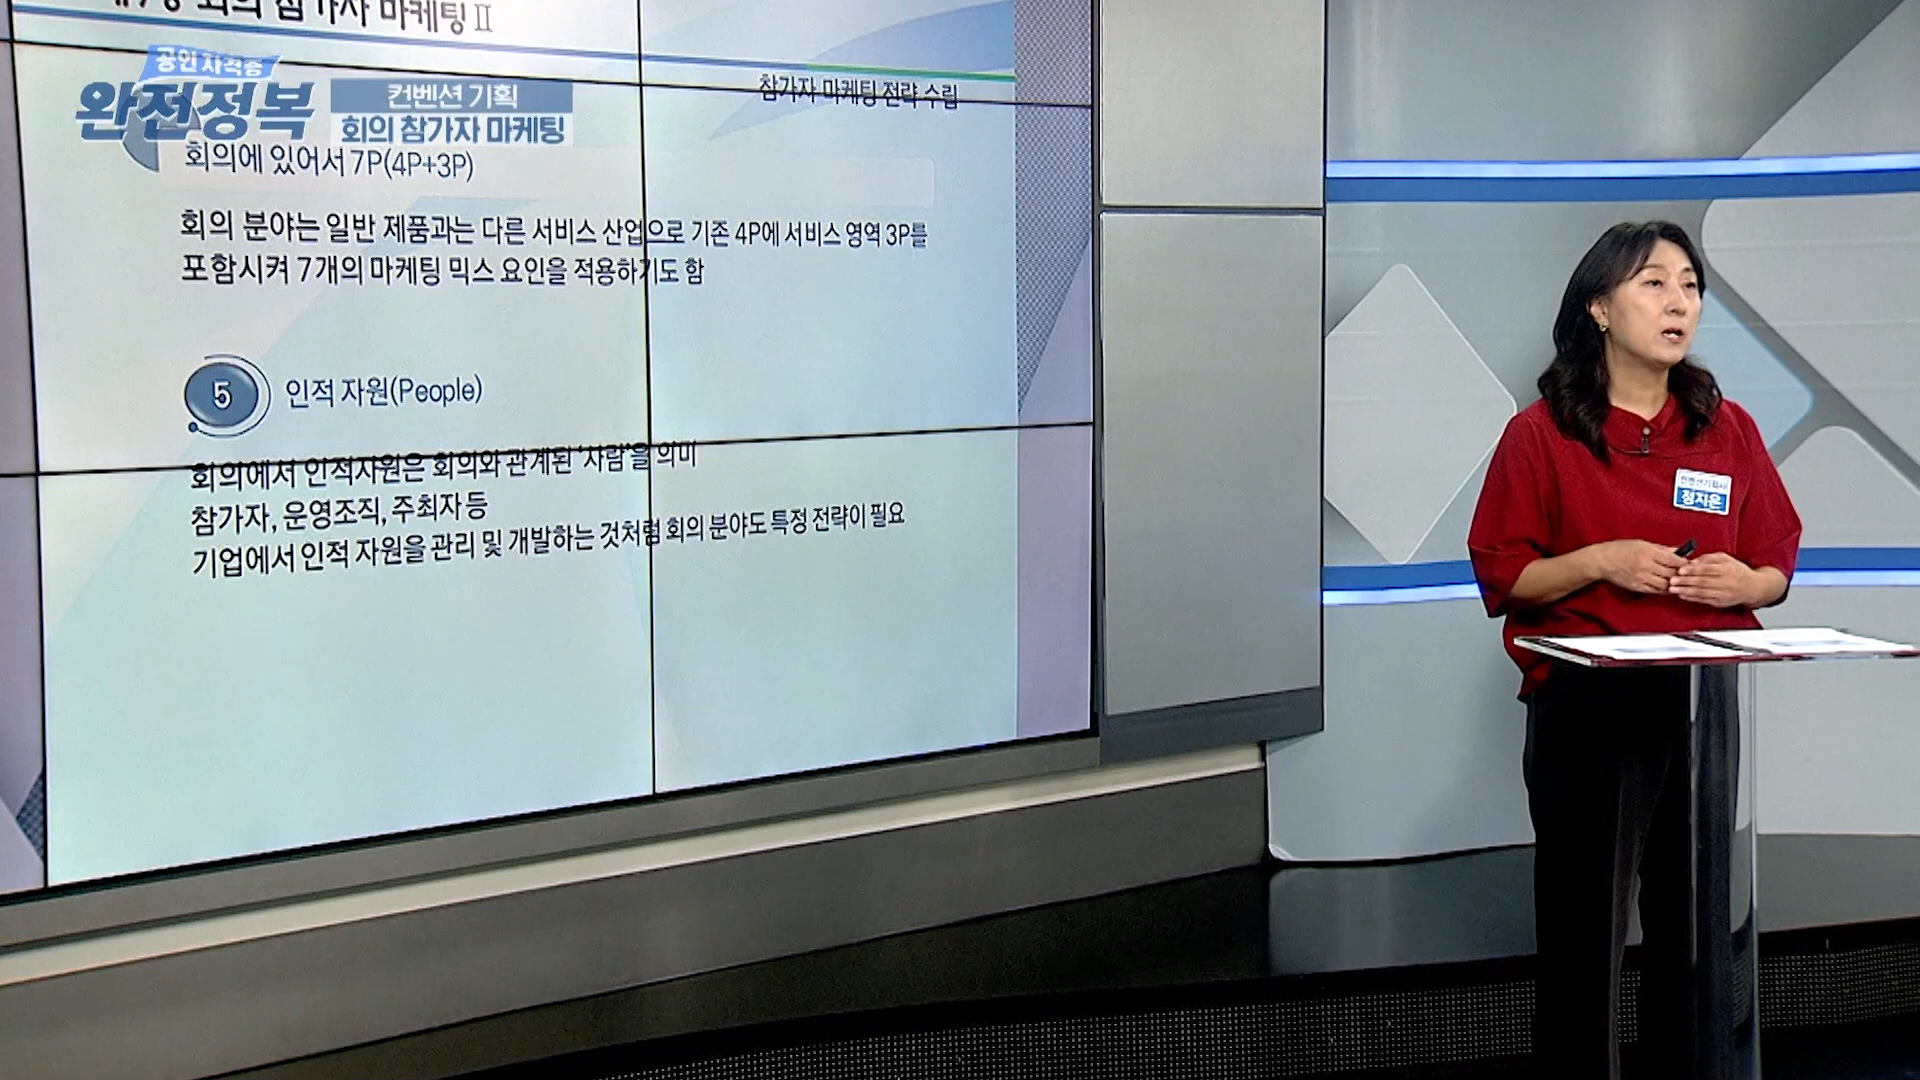 회의 참가자 마케팅Ⅱ
공인 자격증
완전정복
컨벤션 기획
회의 참가자 마케팅
참가자 마케팅 전략 수립
회의에 있어서 7P(4P+3P)
회의 분야는 일반 제품과는 다른 서비스 산업으로 기존 4P에 서비스 영역 3P를
포함시켜 7개의 마케팅 믹스 요인을 적용하기도 함
5
인적 자원(People)
회의에서 인적자원은 회의와 관계된 '사람'을 의미
참가자, 운영조직, 주최자 등
기업에서 인적 자원을 관리 및 개발하는 것처럼 회의 분야도 특정 전략이 필요
컨벤션기획사
정지은